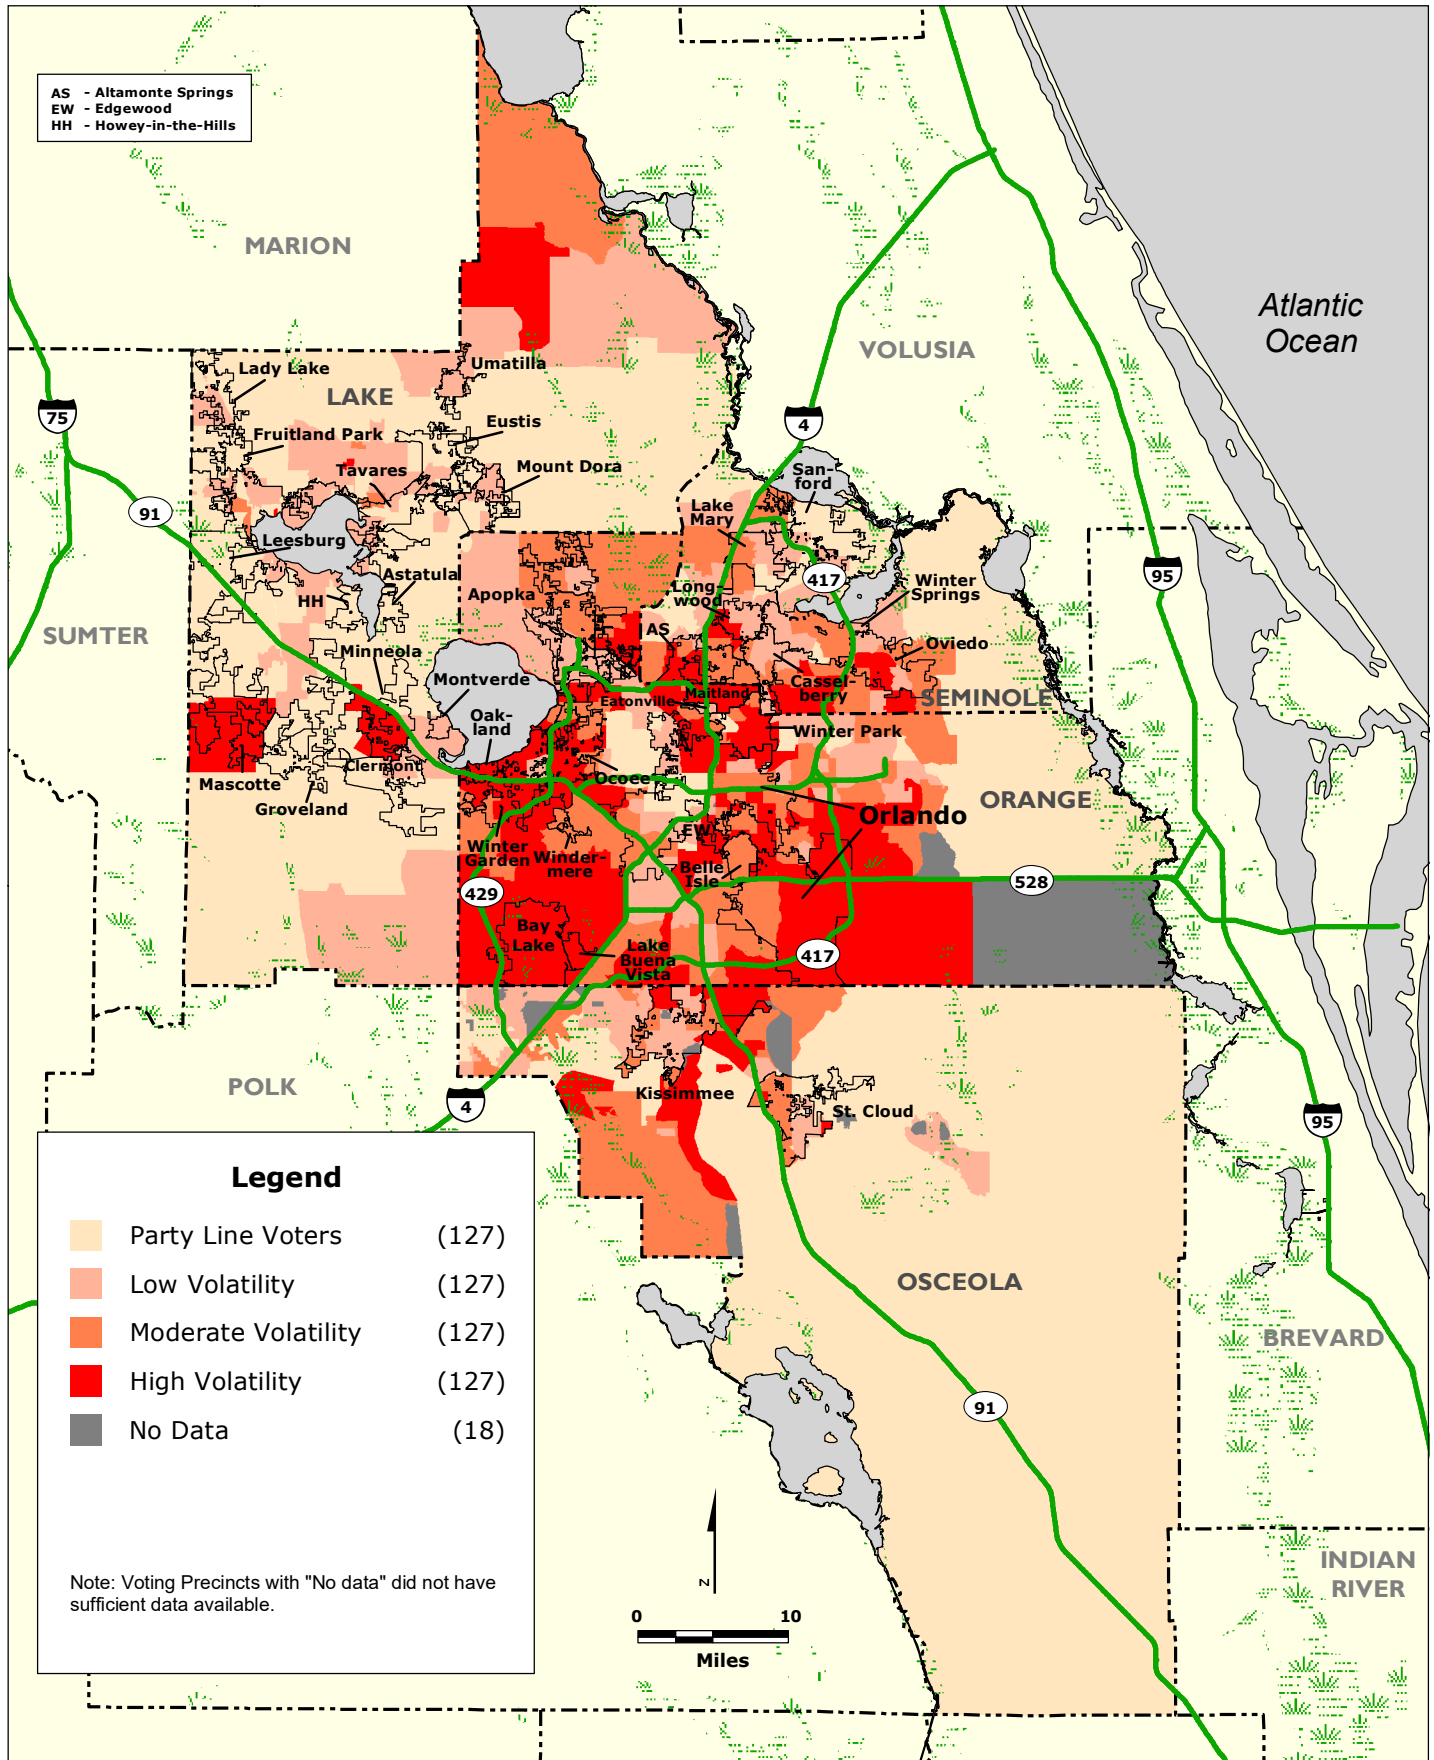 AS - Altamonte Springs
EW - Edgewood
HH - Howey-in-the-Hills
MARION
Atlantic
Ocean
VOLUSIA
Umatilla
Lady Lake
LAKE
75
4
Eustis
Fruitland Park
Mount Dora
Tavares
San-
ford
91
Lake
Mary
Leesburg
95
Astatula
417
Winter
Springs
Long-
wood
Apopka
HH
SUMTER
AS
Oviedo
Minneola
Montverde
Cassel-
berry
Eatonville
Maitland
SEMINOLE
Oak-
land
Winter Park
Clermont
Mascotte
Ocoee
Groveland
ORANGE
Orlando
EW
Winter
Garden
Winder-
mere
Belle
Isle
429
528
Bay
Lake
Lake
Buena
Vista
417
POLK
Kissimmee
4
St. Cloud
95
Legend
Party Line Voters (127)
Low Volatility (127)
Moderate Volatility (127)
High Volatility (127)
No Data (18)
OSCEOLA
BREVARD
91
INDIAN
RIVER
Note: Voting Precincts with "No data" did not have
sufficient data available.
N
0 10
Miles